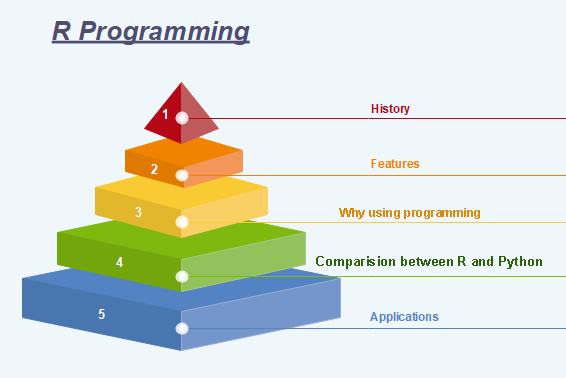 R Programming
1
History
2
Features
3
Why using programming
4
Comparision between R and Python
5
Applications